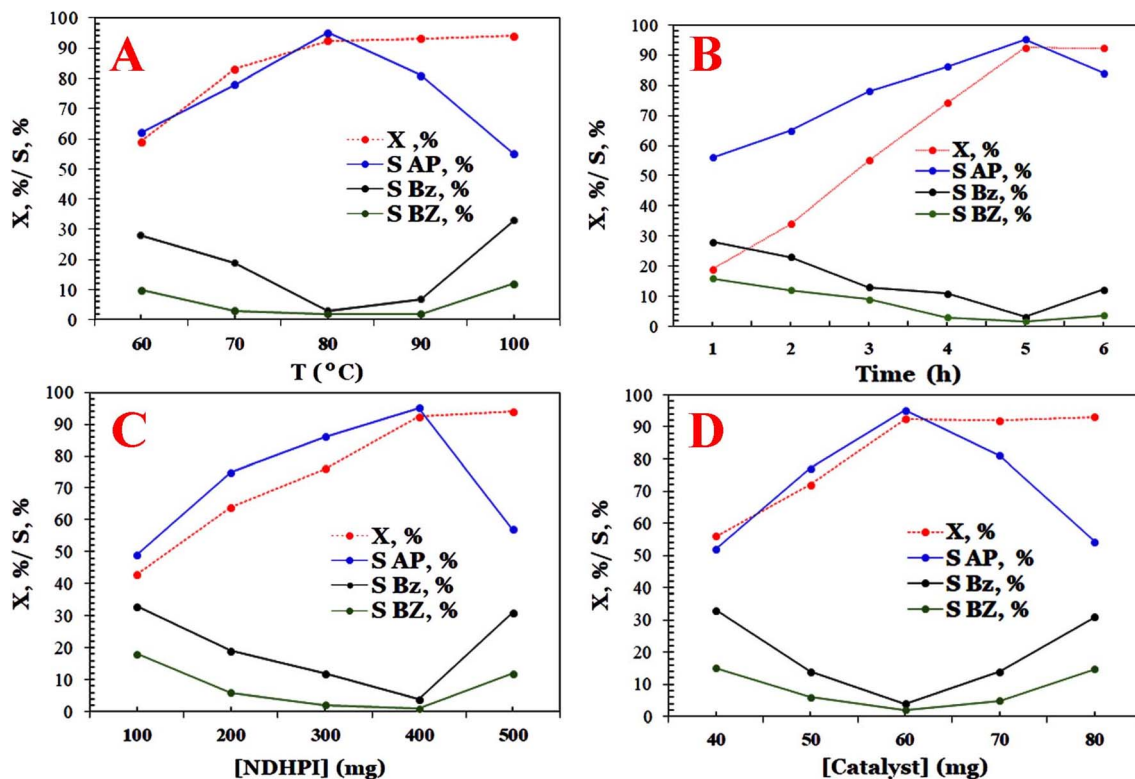 A
100
90
80
70
60
50
40
30
20
10
0
X, %/ S, %
X ,%
S AP, %
S Bz, %
S BZ, %
60 70 80 90 100
T (°C)
B
100
90
80
70
60
50
40
30
20
10
0
X, %/ S, %
X, %
S AP, %
S Bz, %
S BZ, %
1 2 3 4 5 6
Time (h)
C
100
90
80
70
60
50
40
30
20
10
0
X, %/ S, %
X, %
S AP, %
S Bz, %
S BZ, %
100 200 300 400 500
[NDHPI] (mg)
D
100
90
80
70
60
50
40
30
20
10
0
X, %/ S, %
X, %
S AP, %
S Bz, %
S BZ, %
40 50 60 70 80
[Catalyst] (mg)